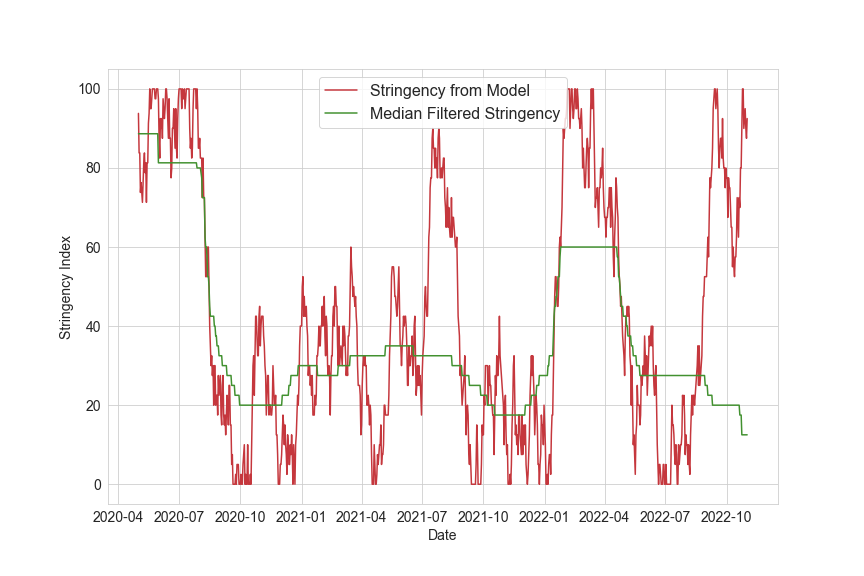 Stringency from Model
Median Filtered Stringency
100
80
60
40
20
0
Stringency Index
2020-04 2020-07 2020-10 2021-01 2021-04 2021-07 2021-10 2022-01 2022-04 2022-07 2022-10
Date